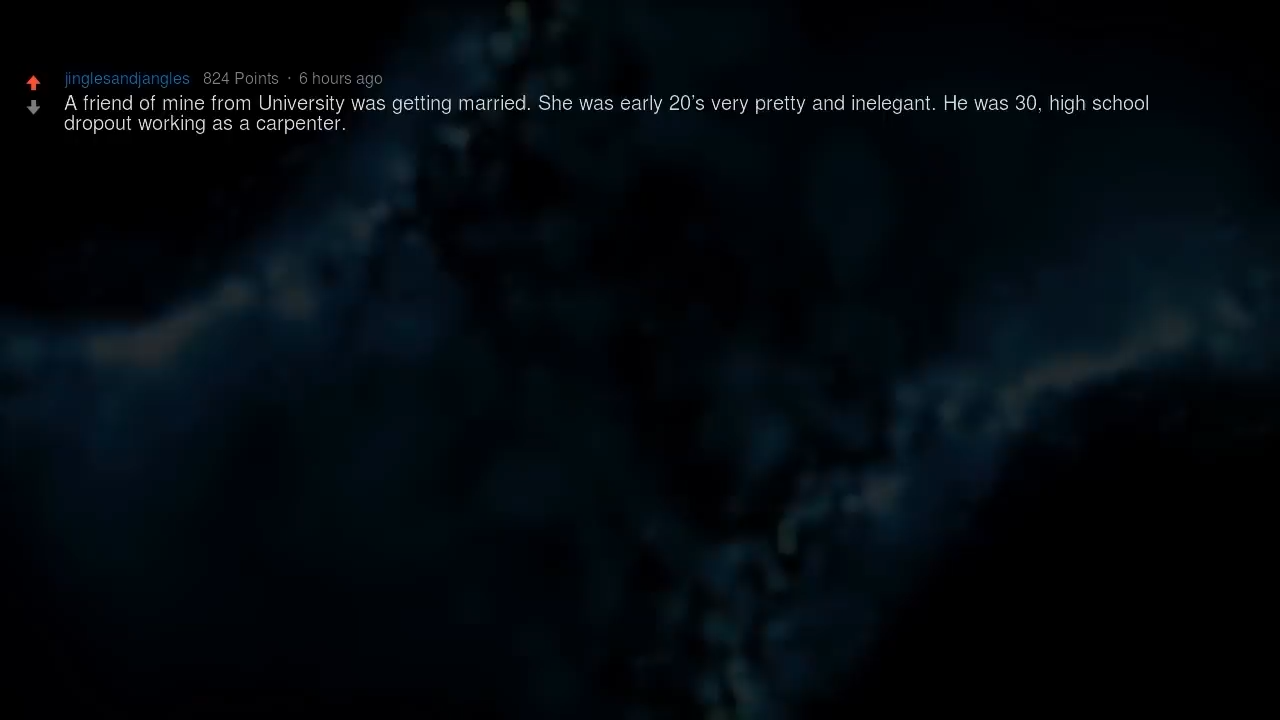 jinglesandjangles 824 Points · 6 hours ago
A friend of mine from University was getting married. She was early 20's very pretty and inelegant. He was 30, high school
dropout working as a carpenter.